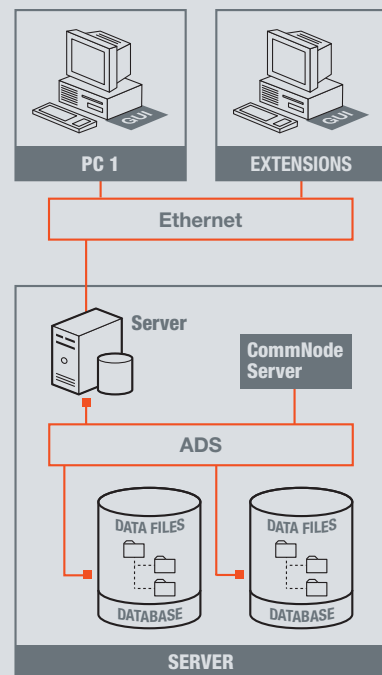 GUI
GUI
PC 1
EXTENSIONS
Ethernet
Server
CommNode
Server
ADS
DATA FILES
DATA FILES
DATABASE
DATABASE
SERVER